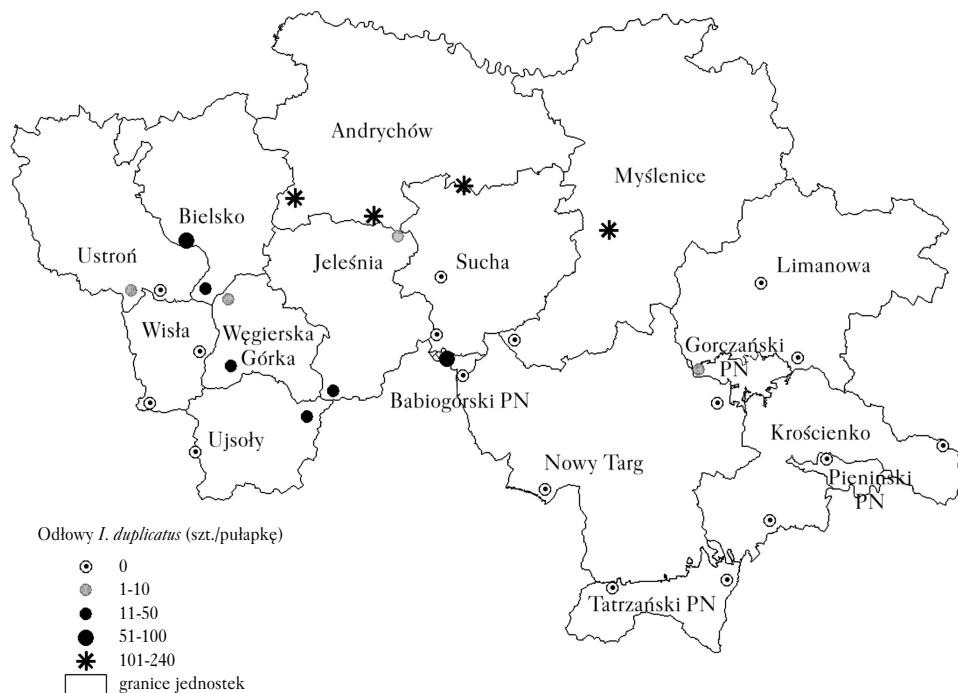 Andrychów
Myślenice
Bielsko
Ustroń
Jeleśnia
Sucha
Limanowa
Wisła
Węgierska
Górka
Gorczański
PN
Babiogórski PN
Ujsoły
Krościenko
Nowy Targ
Pieniński
PN
Tatrzański PN
Odłowy I. duplicatus (szt./pułapkę)
0
1-10
11-50
51-100
101-240
granice jednostek